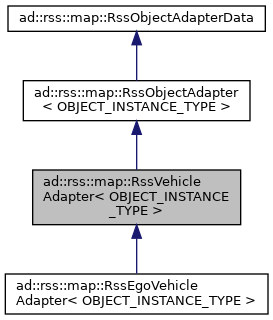 ad::rss::map::RssObjectAdapterData
ad::rss::map::RssObjectAdapter
< OBJECT_INSTANCE_TYPE >
ad::rss::map::RssVehicle
Adapter< OBJECT_INSTANCE
_TYPE >
ad::rss::map::RssEgoVehicle
Adapter< OBJECT_INSTANCE_TYPE >